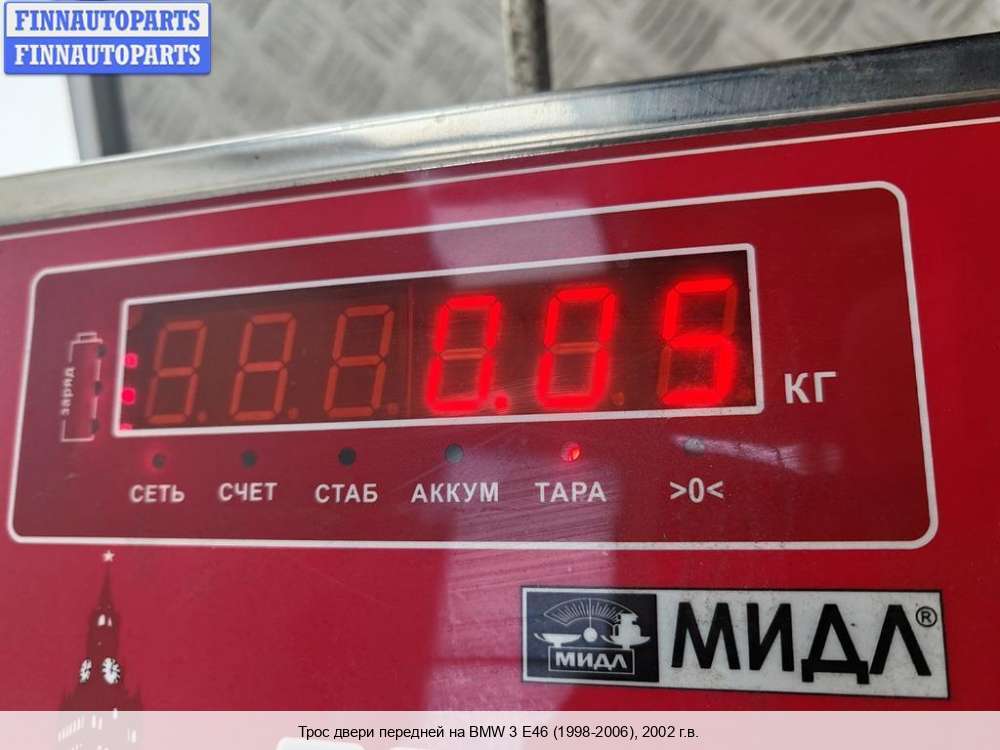 FINNAUTOPARTS
FINNAUTOPARTS
заряд
0.05
КГ
СЕТЬ СЧЕТ СТАБ АККУМ ТАРА >0<
МИДЛ МИДЛ®
Трос двери передней на BMW 3 E46 (1998-2006), 2002 г.в.